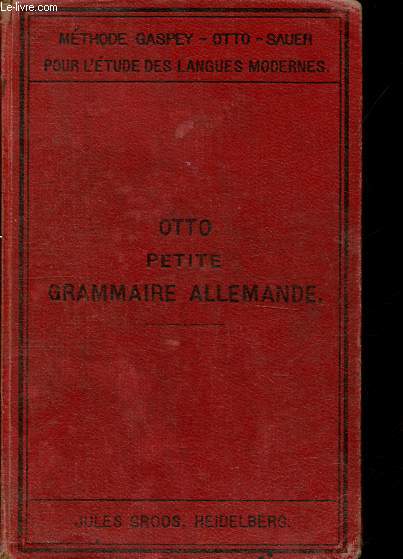 Le-livre.com
MÉTHODE GASPEY - OTTO - SAUER
POUR L'ÉTUDE DES LANGUES MODERNES.
OTTO
PETITE
GRAMMAIRE ALLEMANDE.
JULES GROOS, HEIDELBERG.